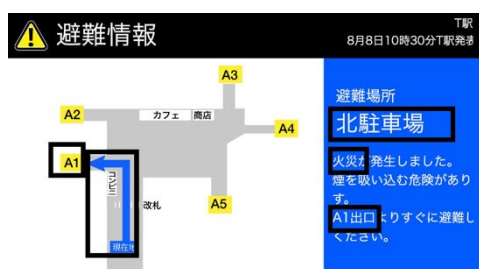 避難情報
T駅
8月8日10時30分T駅発表
A3
A2
カフェ 商店
A4
A1
コンビニ
改札
A5
現在地
避難場所
北駐車場
火災が発生しました。
煙を吸い込む危険があり
す。
A1出口よりすぐに避難し
ください。